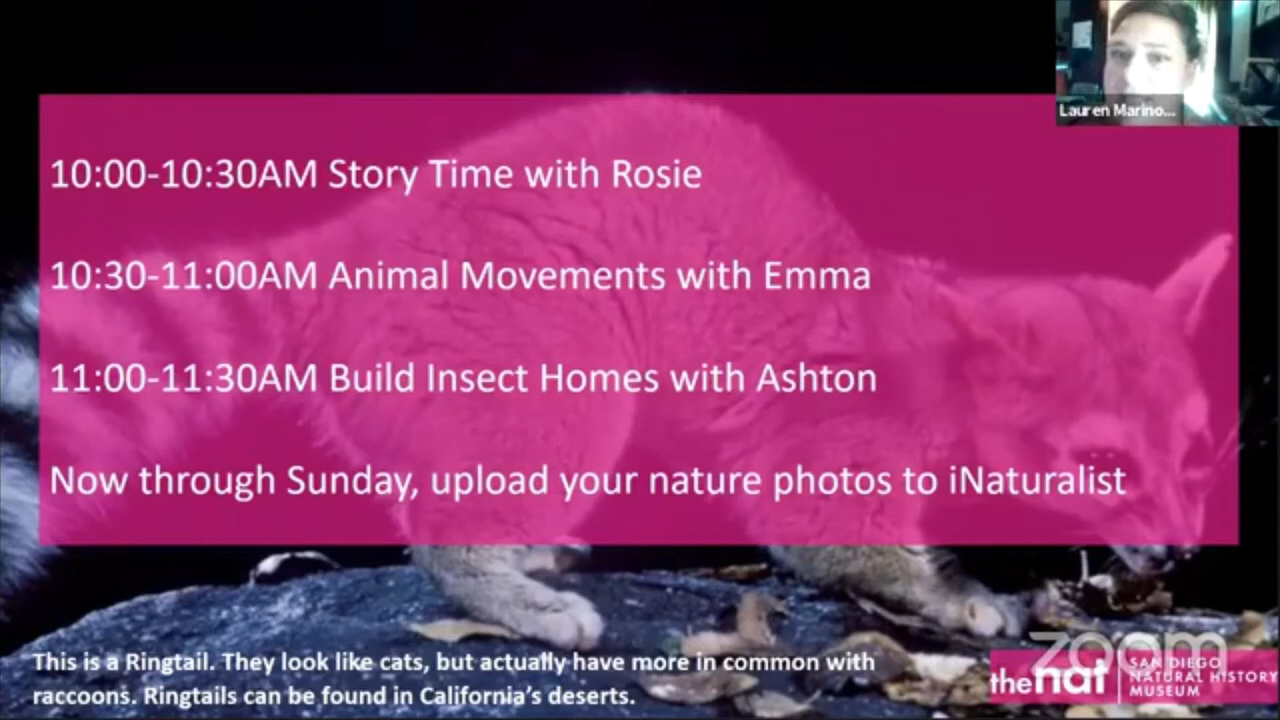 Lauren Marino...
10:00-10:30AM Story Time with Rosie
10:30-11:00AM Animal Movements with Emma
11:00-11:30AM Build Insect Homes with Ashton
Now through Sunday, upload your nature photos to iNaturalist
This is a Ringtail. They look like cats, but actually have more in common with
raccoons. Ringtails can be found in California's deserts.
zoom
thenat
SAN DIEGO
NATURAL HISTORY
MUSEUM